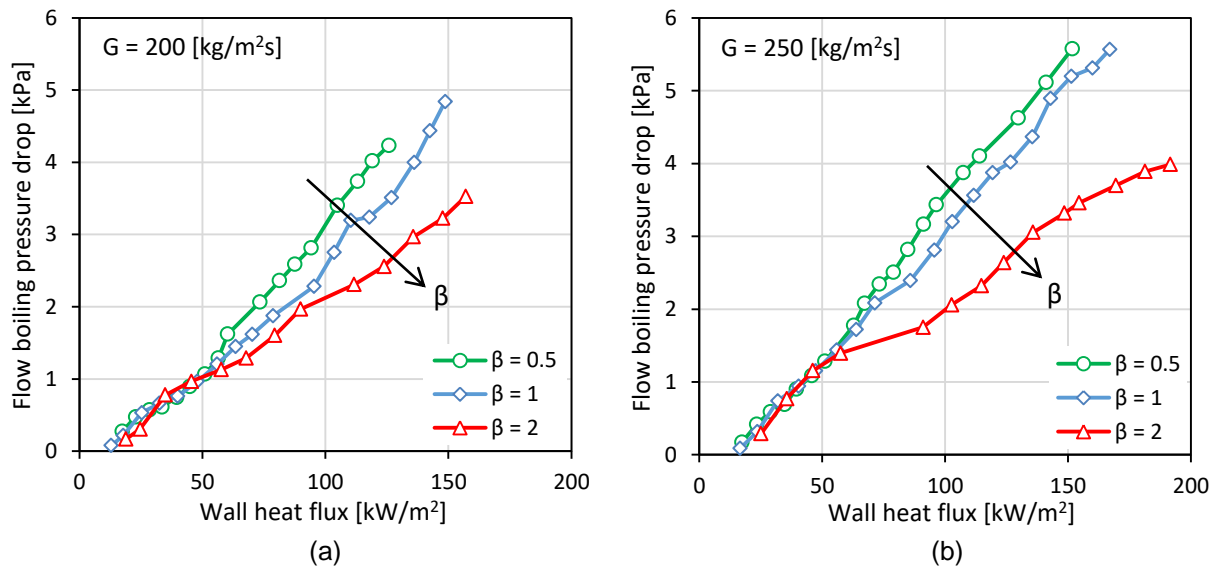 G = 200 [kg/m²s]
Flow boiling pressure drop [kPa]
6
5
4
3
2
1
0
β
β = 0.5
β = 1
β = 2
0 50 100 150 200
Wall heat flux [kW/m²]
(a)
G = 250 [kg/m²s]
Flow boiling pressure drop [kPa]
6
5
4
3
2
1
0
β
β = 0.5
β = 1
β = 2
0 50 100 150 200
Wall heat flux [kW/m²]
(b)